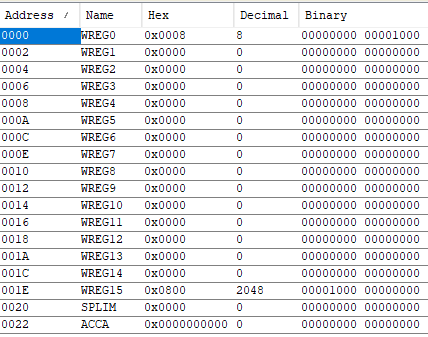 Address / Name Hex Decimal Binary
0000 WREG0 0x0008 8 00000000 00001000
0002 WREG1 0x0000 0 00000000 00000000
0004 WREG2 0x0000 0 00000000 00000000
0006 WREG3 0x0000 0 00000000 00000000
0008 WREG4 0x0000 0 00000000 00000000
000A WREG5 0x0000 0 00000000 00000000
000C WREG6 0x0000 0 00000000 00000000
000E WREG7 0x0000 0 00000000 00000000
0010 WREG8 0x0000 0 00000000 00000000
0012 WREG9 0x0000 0 00000000 00000000
0014 WREG10 0x0000 0 00000000 00000000
0016 WREG11 0x0000 0 00000000 00000000
0018 WREG12 0x0000 0 00000000 00000000
001A WREG13 0x0000 0 00000000 00000000
001C WREG14 0x0000 0 00000000 00000000
001E WREG15 0x0800 2048 00001000 00000000
0020 SPLIM 0x0000 0 00000000 00000000
0022 ACCA 0x0000000000 0 00000000 00000000